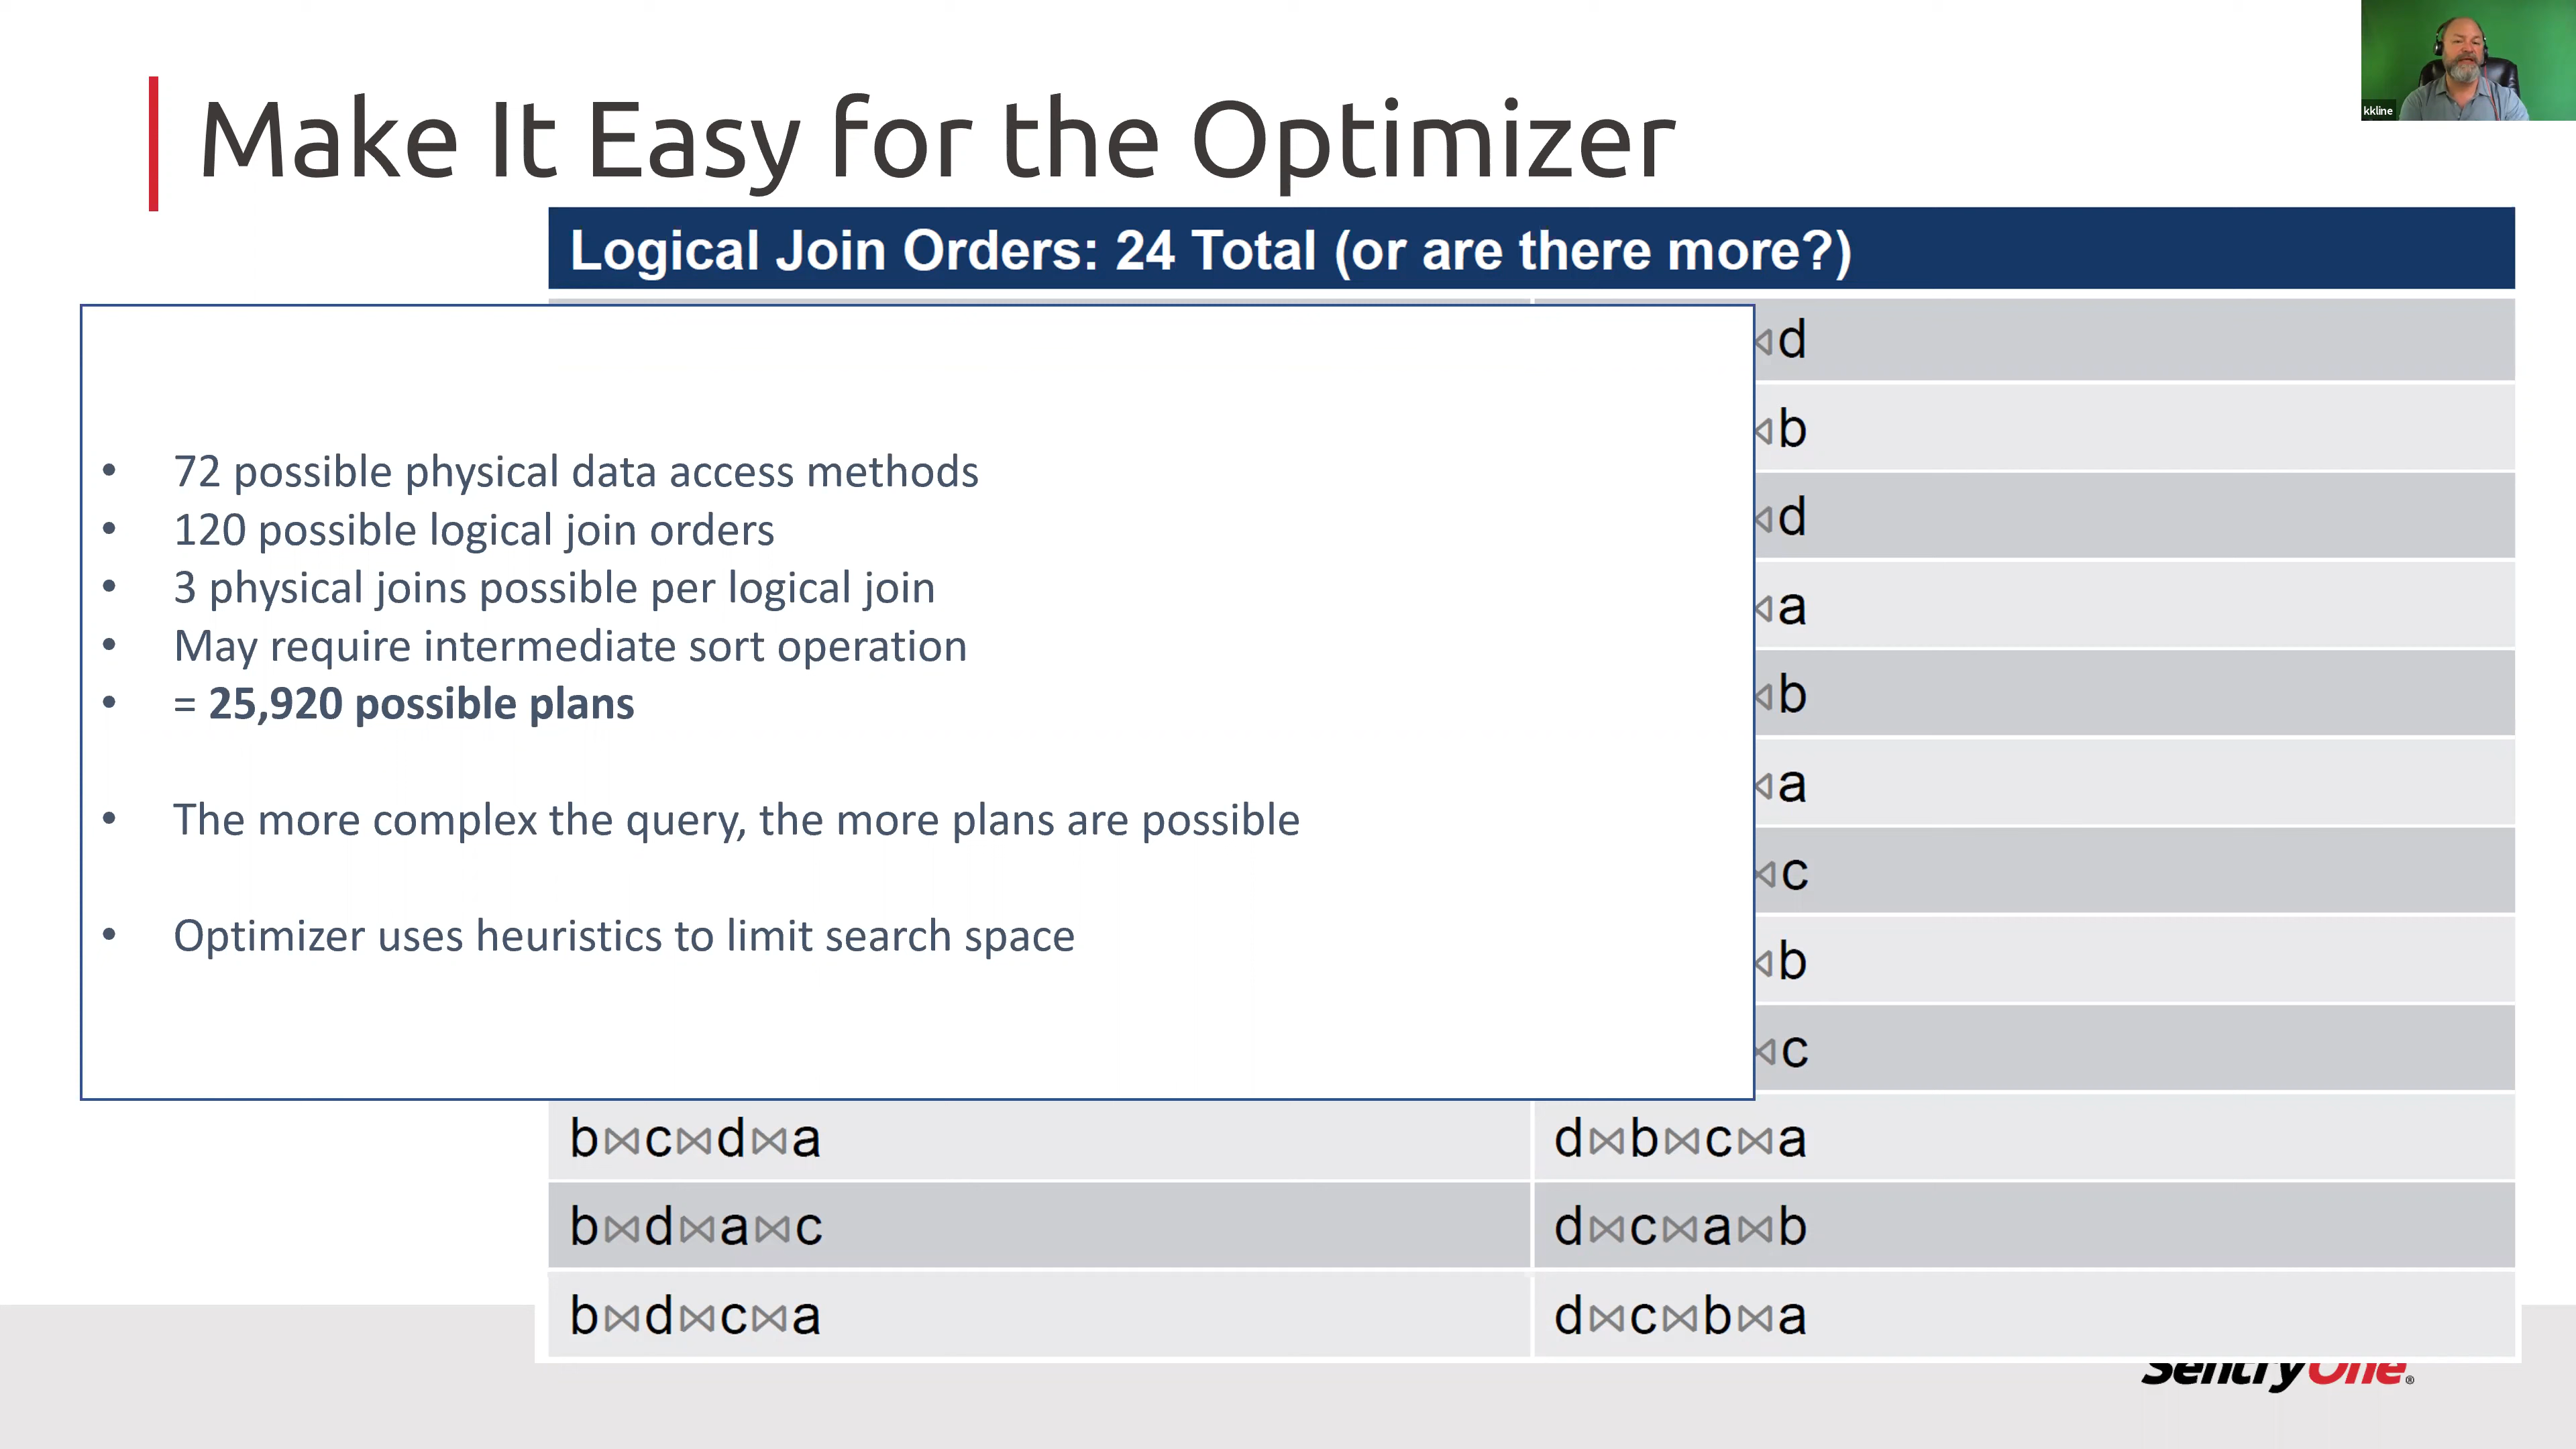 kkline
Make It Easy for the Optimizer
Logical Join Orders: 24 Total (or are there more?)
d
b
• 72 possible physical data access methods
• 120 possible logical join orders
d
• 3 physical joins possible per logical join
a
• May require intermediate sort operation
• = 25,920 possible plans
b
a
• The more complex the query, the more plans are possible
c
• Optimizer uses heuristics to limit search space
b
c
b⋈c⋈d⋈a d⋈b⋈c⋈a
b⋈d⋈a⋈c d⋈c⋈a⋈b
b⋈d⋈c⋈a d⋈c⋈b⋈a
SentryOne®